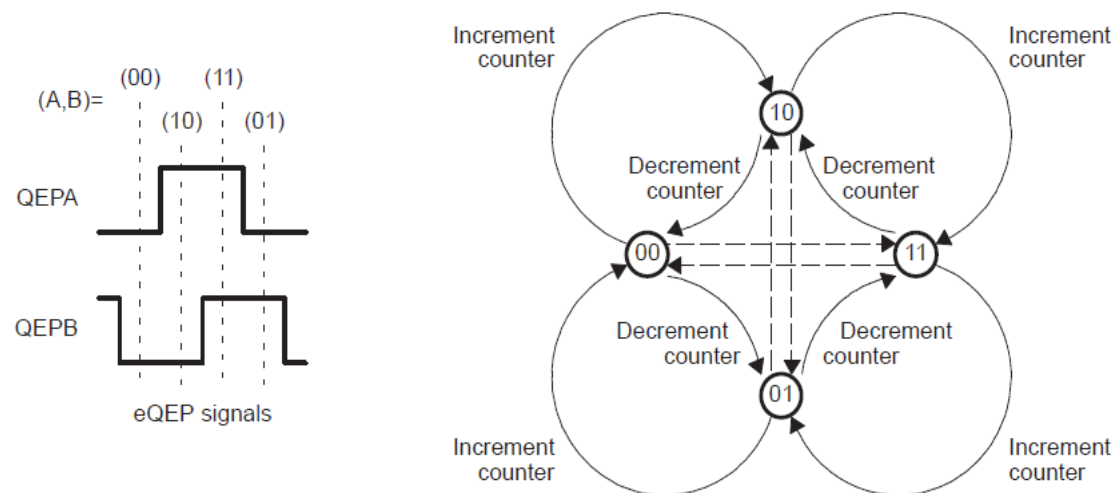 (A,B)=
(00)
(11)
(10)
(01)
QEPA
QEPB
eQEP signals
Increment
counter
Increment
counter
10
Decrement
counter
Decrement
counter
00
11
Decrement
counter
Decrement
counter
01
Increment
counter
Increment
counter